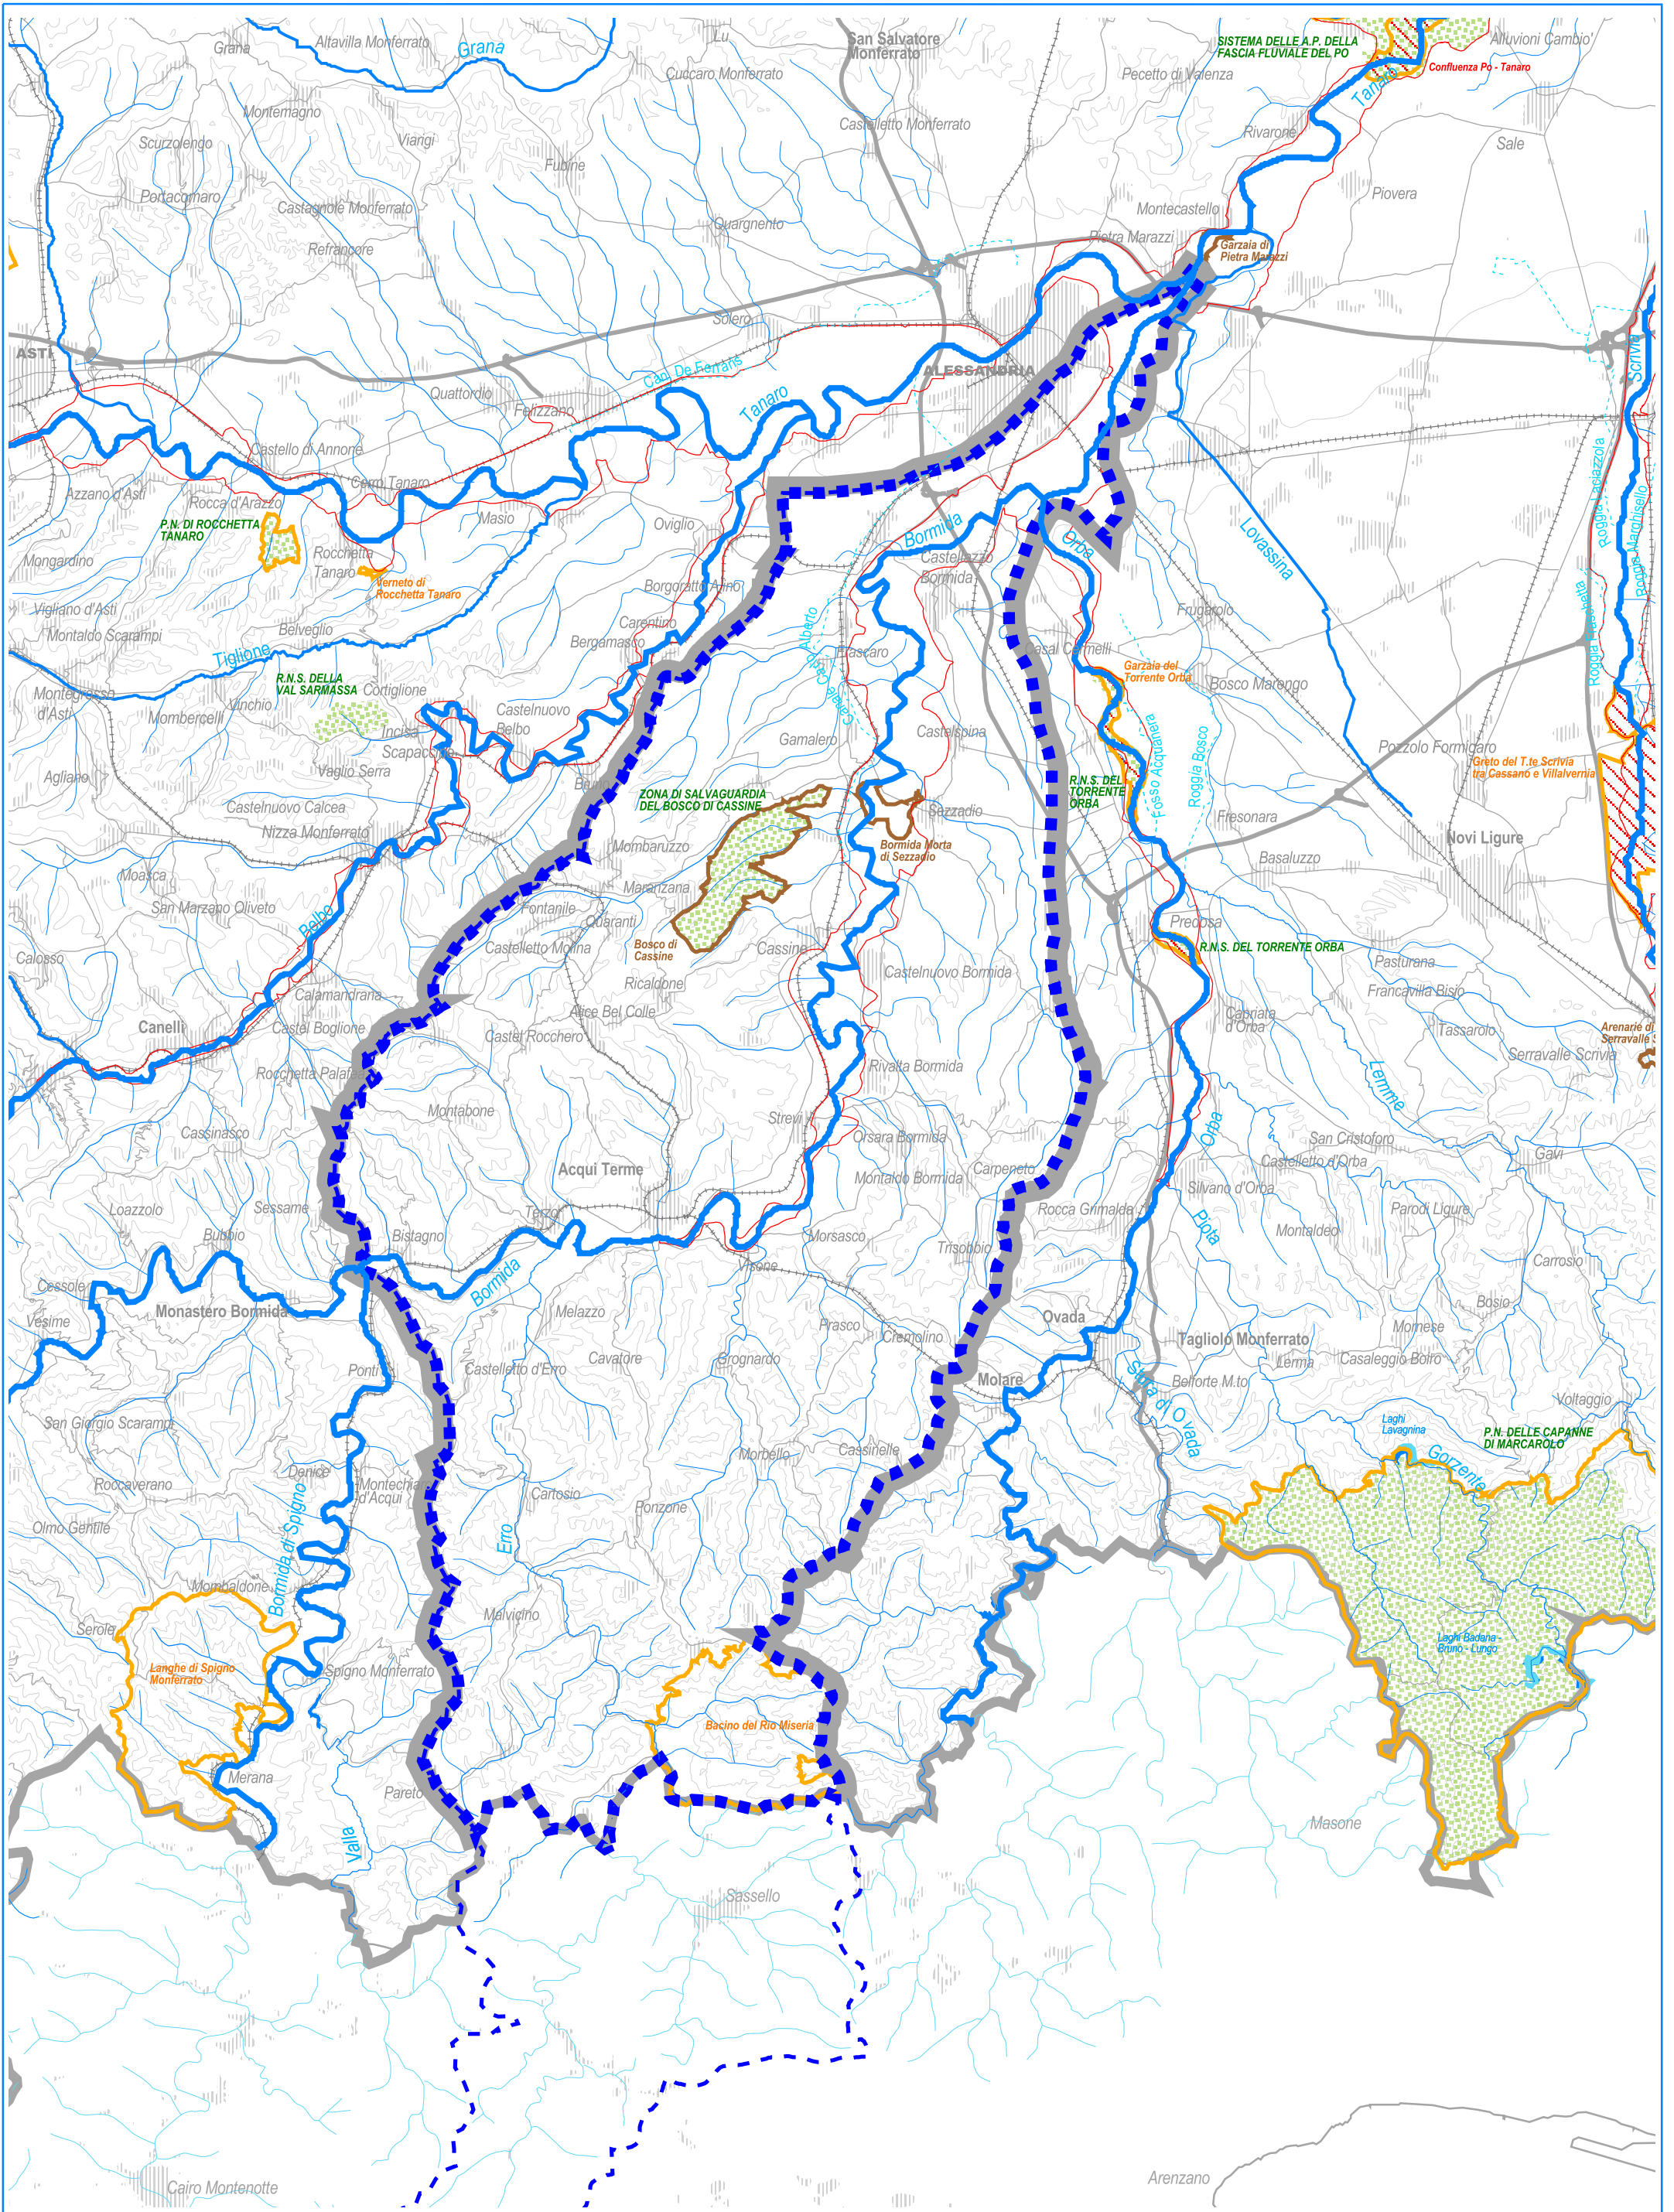 Grana
Altavilla Monferrato
Grana
Lu
San Salvatore
Monferrato
SISTEMA DELLE A.P. DELLA
FASCIA FLUVIALE DEL PO
Alluvioni Cambio'
Confluenza Po - Tanaro
Cuccaro Monferrato
Pecetto di Valenza
Tanaro
Montemagno
Viarigi
Castelletto Monferrato
Rivarone
Sale
Scurzolengo
Fubine
Portacomaro
Castagnole Monferrato
Piovera
Montecastello
Quargnento
Pietra Marazzi
Refrancore
Garzaia di
Pietra Marazzi
Solero
ASTI
ALESSANDRIA
Can. De Ferraris
Scrivia
Quattordio
Felizzano
Tanaro
Castello di Annone
Cerro Tanaro
Azzano d'Asti
Rocca d'Arazzo
P.N. DI ROCCHETTA
TANARO
Masio
Oviglio
Bormida
Orba
Lovassina
Roggia Maghisello
Mongardino
Rocchetta
Tanaro
Verneto di
Rocchetta Tanaro
Castellazzo
Bormida
Vigliano d'Asti
Borgoratto Al.no
Carentino
Frugarolo
Montaldo Scarampi
Belveglio
Bergamasco
Canale Carlo Alberto
Frascaro
Casal Cermelli
Roggia Fraschetta
Tiglione
R.N.S. DELLA
VAL SARMASSA
Cortiglione
Garzaia del
Torrente Orba
Bosco Marengo
Montegrosso
d'Asti
Mombercelli
Vinchio
Castelnuovo
Belbo
Incisa
Scapaccino
Gamalero
Castelspina
Fosso Acquanera
Roggia Bosco
Pozzolo Formigaro
Agliano
Vaglio Serra
Bruno
ZONA DI SALVAGUARDIA
DEL BOSCO DI CASSINE
R.N.S. DEL
TORRENTE
ORBA
Greto del T.te Scrivia
tra Cassano e Villalvernia
Castelnuovo Calcea
Sezzadio
Fresonara
Nizza Monferrato
Mombaruzzo
Bormida Morta
di Sezzadio
Basaluzzo
Novi Ligure
Moasca
Maranzana
San Marzano Oliveto
Fontanile
Quaranti
Belbo
Castelletto Molina
Bosco di
Cassine
Cassine
Predosa
R.N.S. DEL TORRENTE ORBA
Calosso
Castelnuovo Bormida
Pasturana
Ricaldone
Francavilla Bisio
Calamandrana
Alice Bel Colle
Capriata
d'Orba
Canelli
Castel Boglione
Castel Rocchero
Tassarolo
Arenarie di
Serravalle S
Serravalle Scrivia
Rocchetta Palafea
Rivalta Bormida
Lemme
Montabone
Strevi
Cassinasco
Orsara Bormida
Orba
San Cristoforo
Gavi
Acqui Terme
Carpeneto
Castelletto d'Orba
Montaldo Bormida
Silvano d'Orba
Loazzolo
Sessame
Terzo
Rocca Grimalda
Parodi Ligure
Bubbio
Bistagno
Morsasco
Piota
Montaldeo
Trisobbio
Visone
Carrosio
Cessole
Bormida
Monastero Bormida
Melazzo
Bosio
Vesime
Prasco
Cremolino
Ovada
Mornese
Tagliolo Monferrato
Ponti
Castelletto d'Erro
Cavatore
Grognardo
Lerma
Casaleggio Boiro
Molare
Stura di Ovada
Belforte M.to
Voltaggio
San Giorgio Scarampi
Laghi
Lavagnina
P.N. DELLE CAPANNE
DI MARCAROLO
Gorzente
Morbello
Cassinelle
Denice
Roccaverano
Montechiaro
d'Acqui
Cartosio
Ponzone
Olmo Gentile
Bormida di Spigno
Erro
Mombaldone
Malvicino
Serole
Laghi Badana -
Bruno - Lungo
Langhe di Spigno
Monferrato
Spigno Monferrato
Bacino del Rio Miseria
Merana
Pareto
Valla
Masone
Sassello
Cairo Montenotte
Arenzano